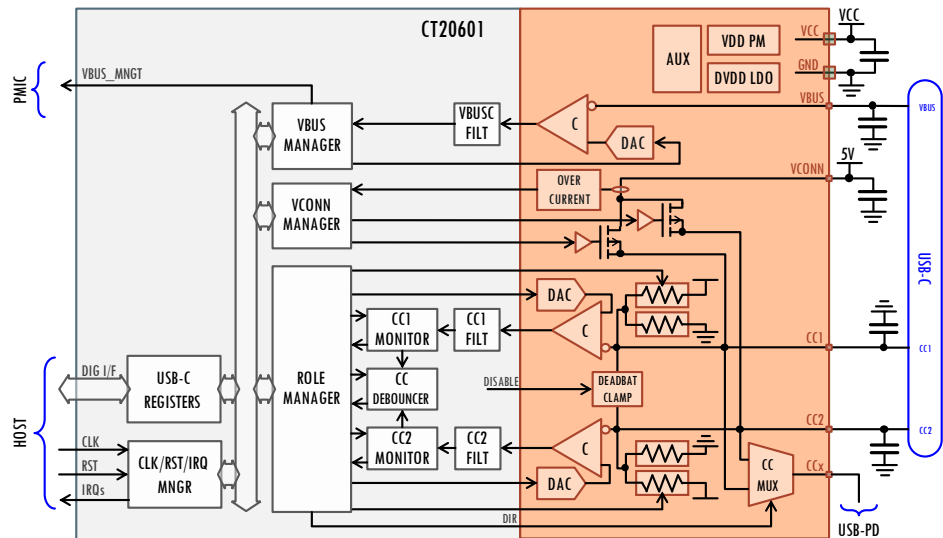 CT20601
VCC
VCC
VDD PM
AUX
GND
DVDD LDO
PMIC
VBUS_MNGT
VBUS
VBUS
VBUS
MANAGER
VBUSC
FILT
C
DAC
5V
VCONN
OVER
CURRENT
VCONN
MANAGER
USB-C
DAC
CC1
MONITOR
CC1
FILT
C
CC1
CC1
HOST
DIG I/F
USB-C
REGISTERS
ROLE
MANAGER
CC
DEBOUNCER
DISABLE
DEADBAT
CLAMP
CC2
CC2
CC2
MONITOR
CC2
FILT
C
CLK
RST
IRQs
CLK/RST/IRQ
MNGR
DAC
CC
MUX
CCx
DIR
USB-PD